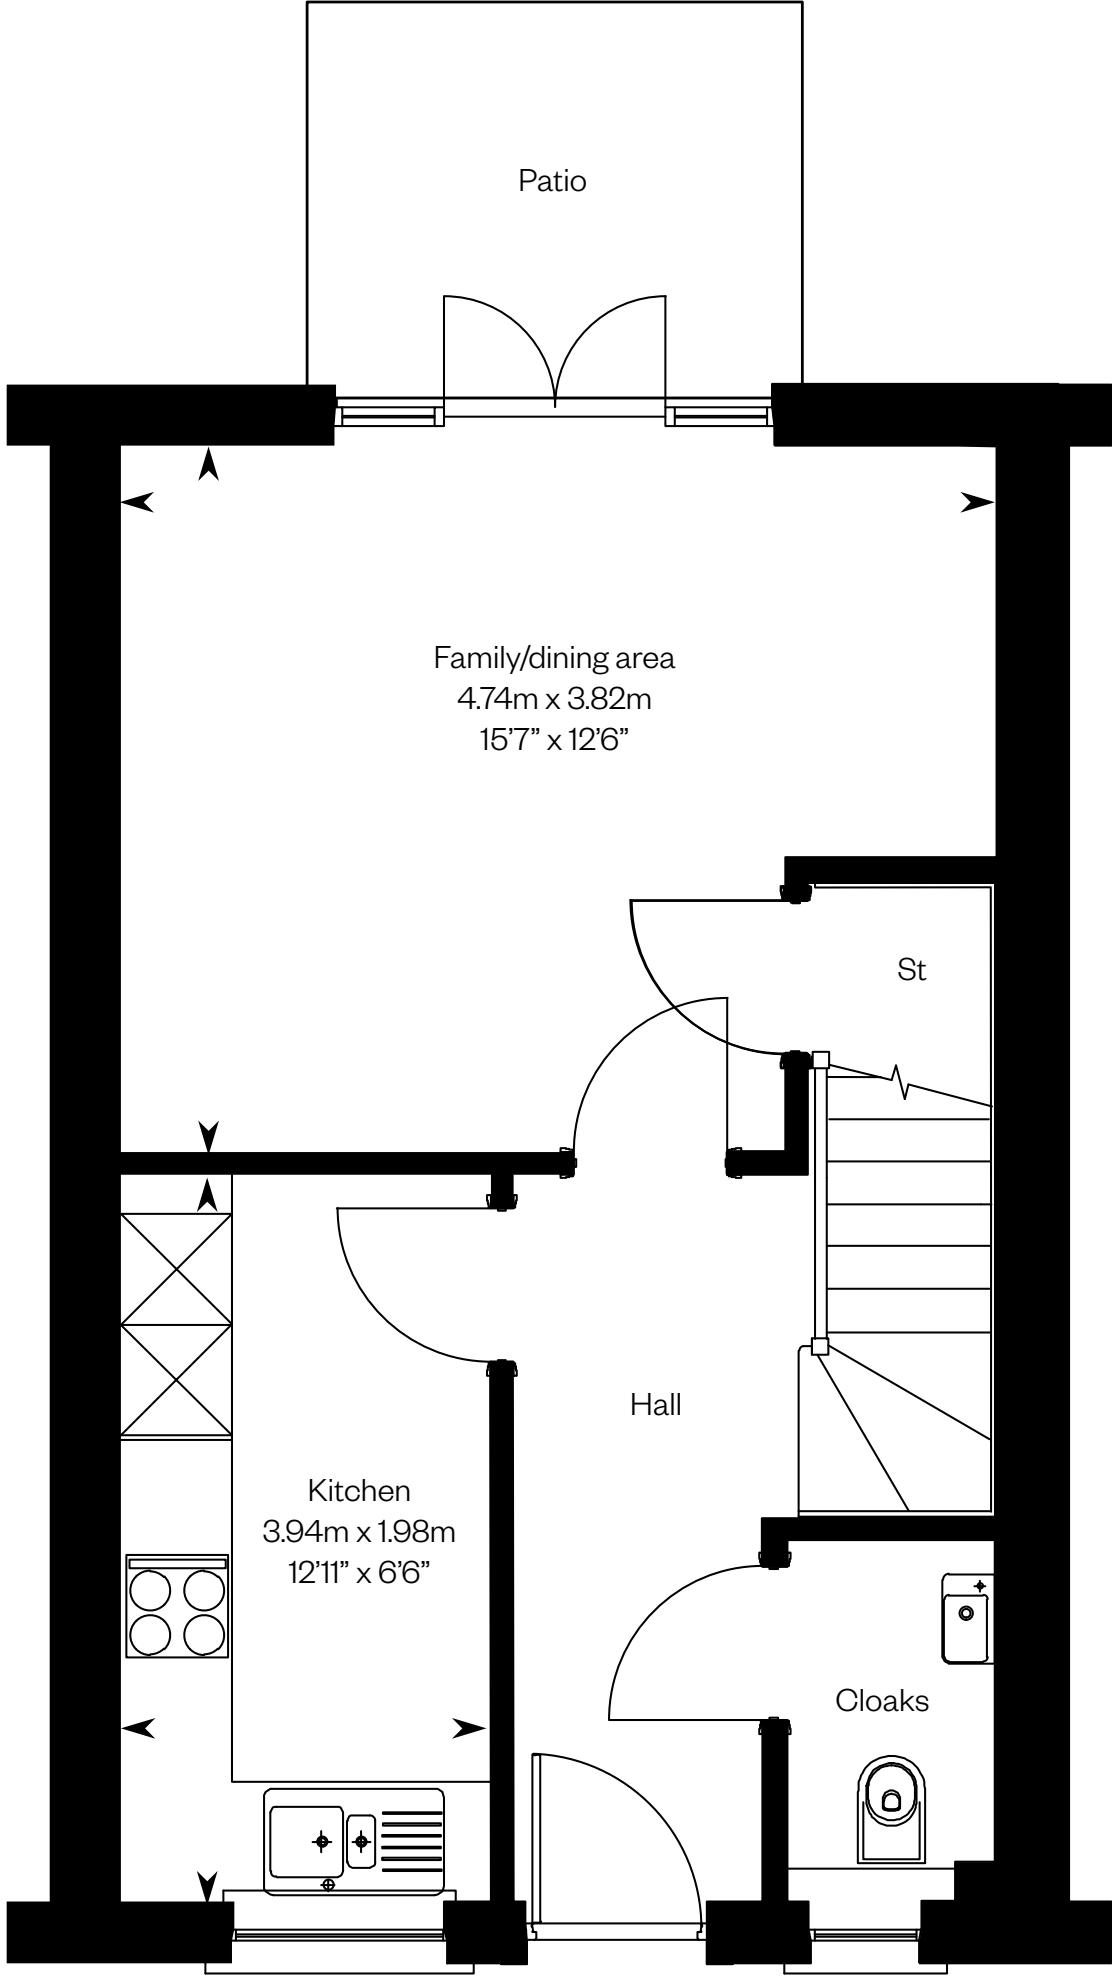 Patio
Family/dining area
4.74m x 3.82m
15’7” x 12’6”
St
Hall
Kitchen
3.94m x 1.98m
12’11” x 6’6”
Cloaks